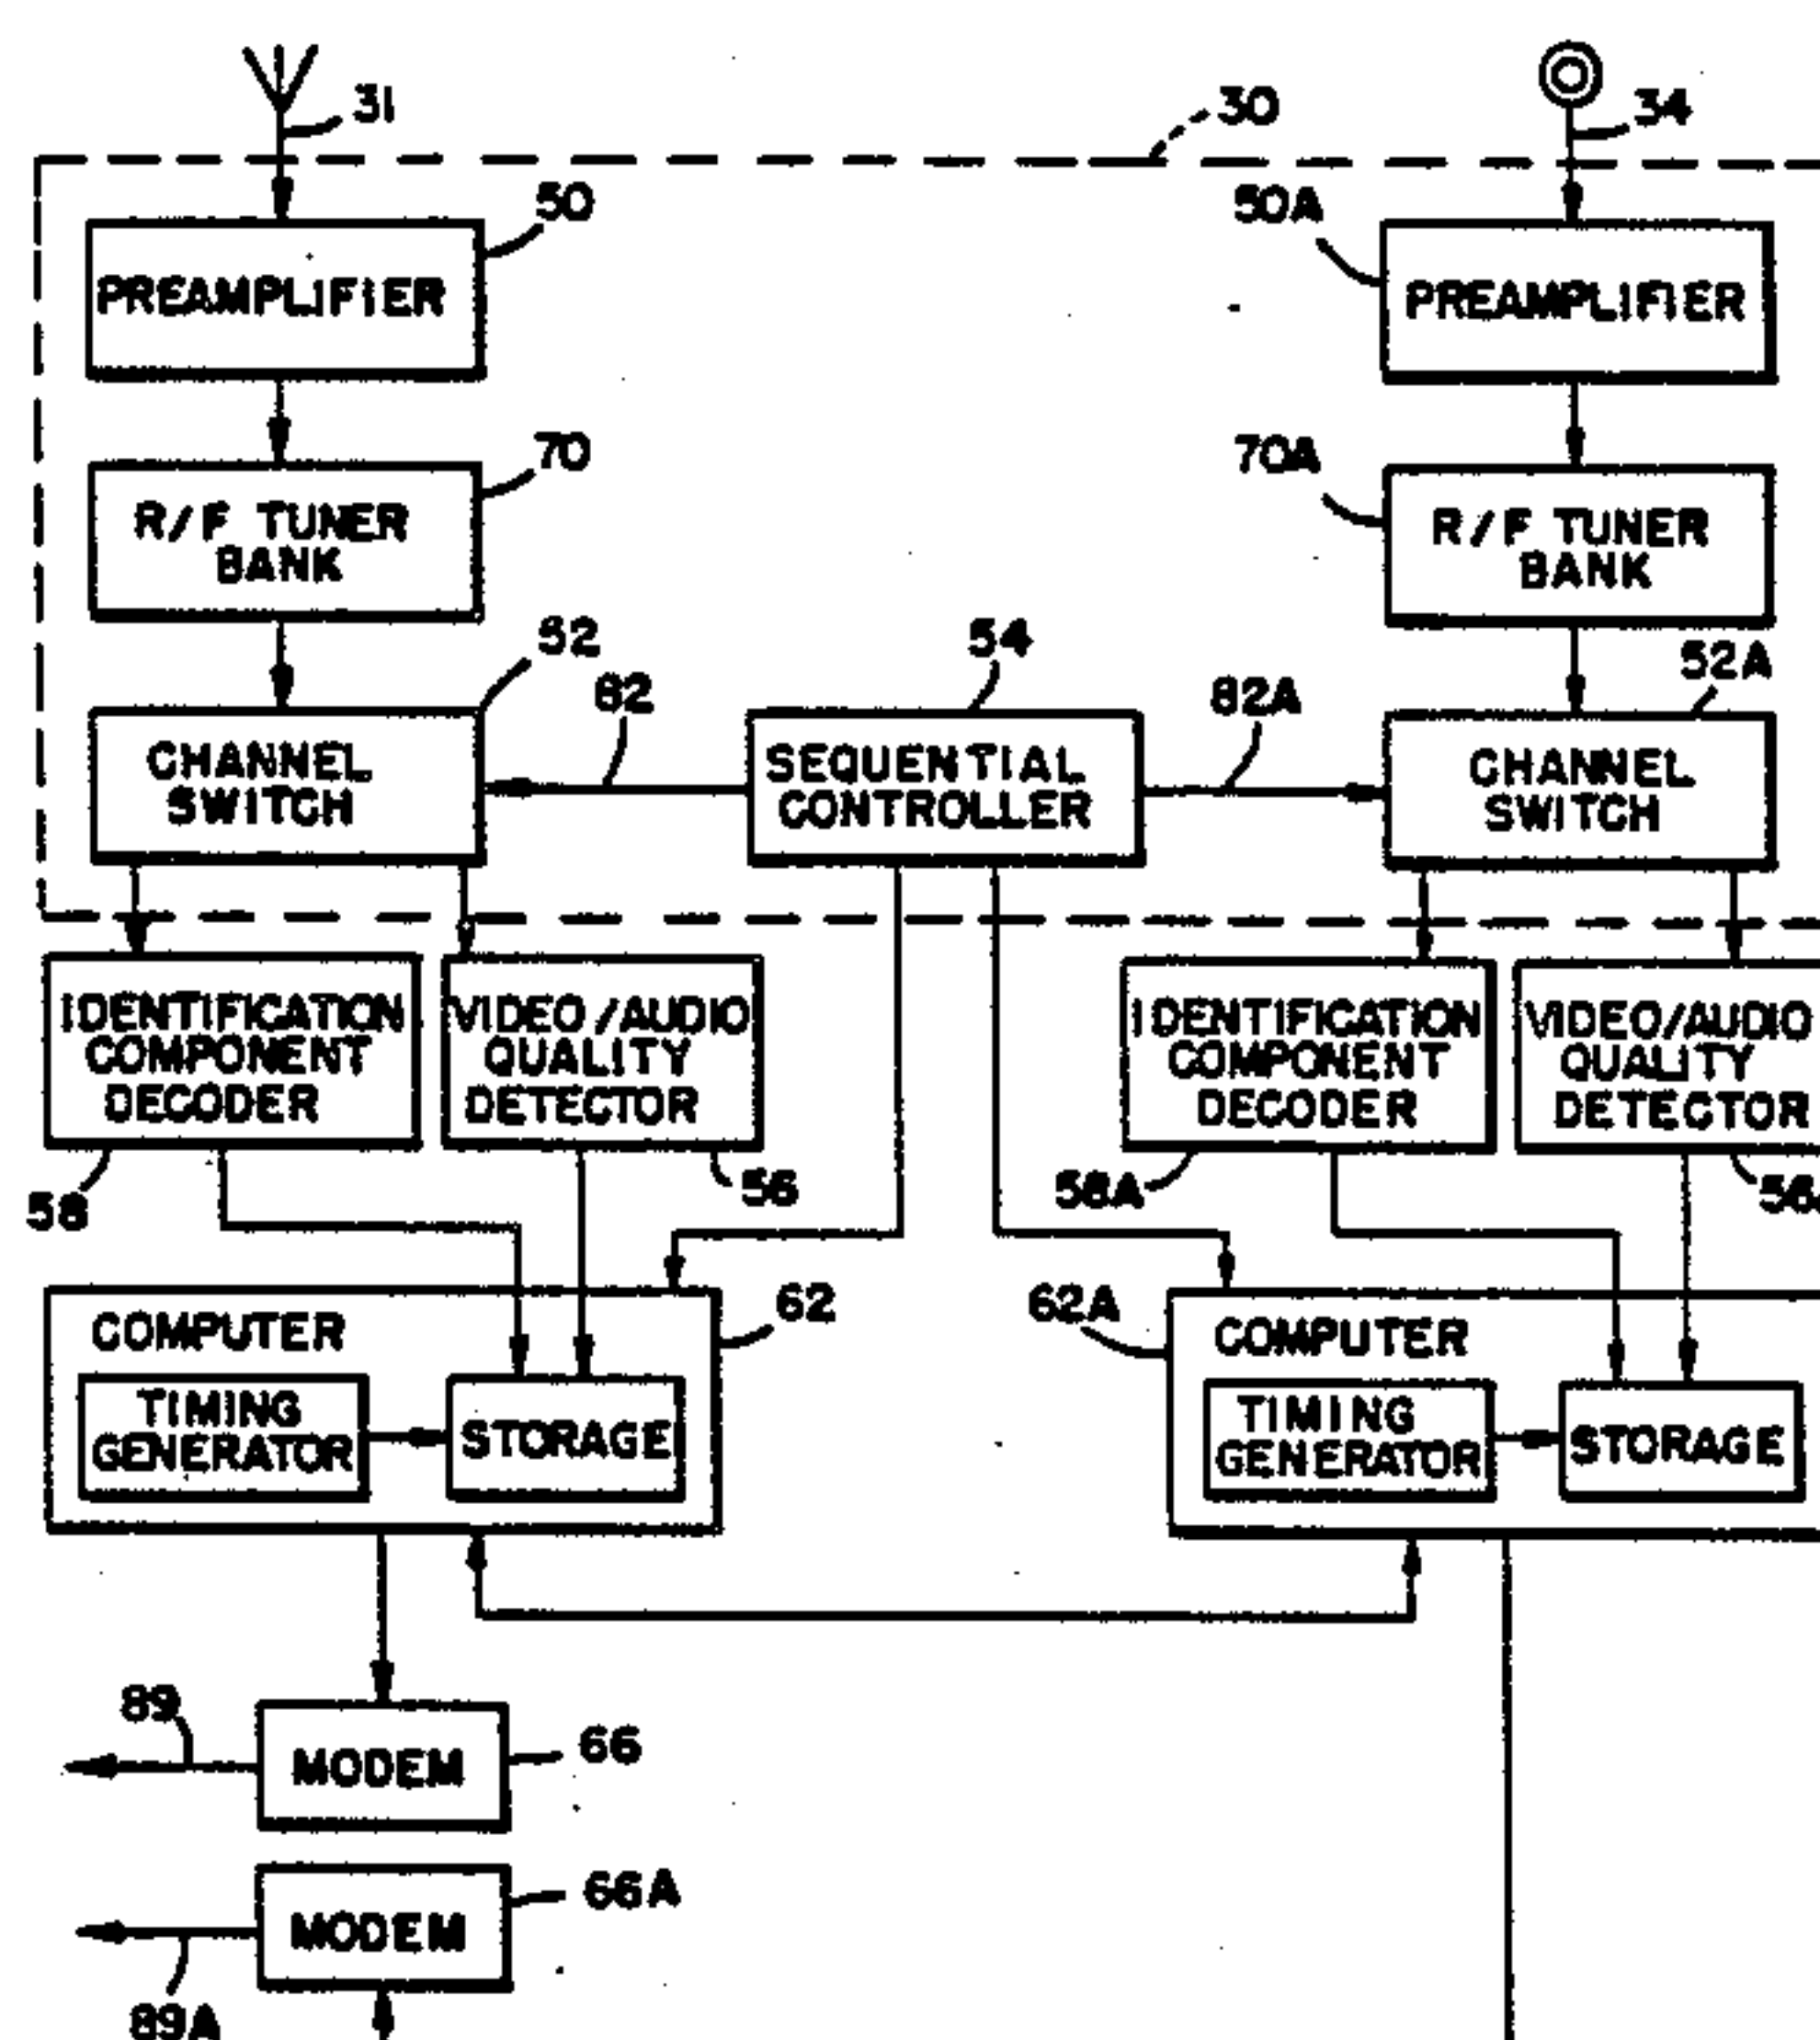 31
30
34
50
50A
PREAMPLIFIER
PREAMPLIFIER
70
70A
R/F TUNER
BANK
R/F TUNER
BANK
52
62
54
82A
52A
CHANNEL
SWITCH
SEQUENTIAL
CONTROLLER
CHANNEL
SWITCH
IDENTIFICATION
COMPONENT
DECODER
VIDEO/AUDIO
QUALITY
DETECTOR
IDENTIFICATION
COMPONENT
DECODER
VIDEO/AUDIO
QUALITY
DETECTOR
58
56
58A
62
62A
COMPUTER
TIMING
GENERATOR
STORAGE
COMPUTER
TIMING
GENERATOR
STORAGE
89
MODEM
66
MODEM
66A
89A